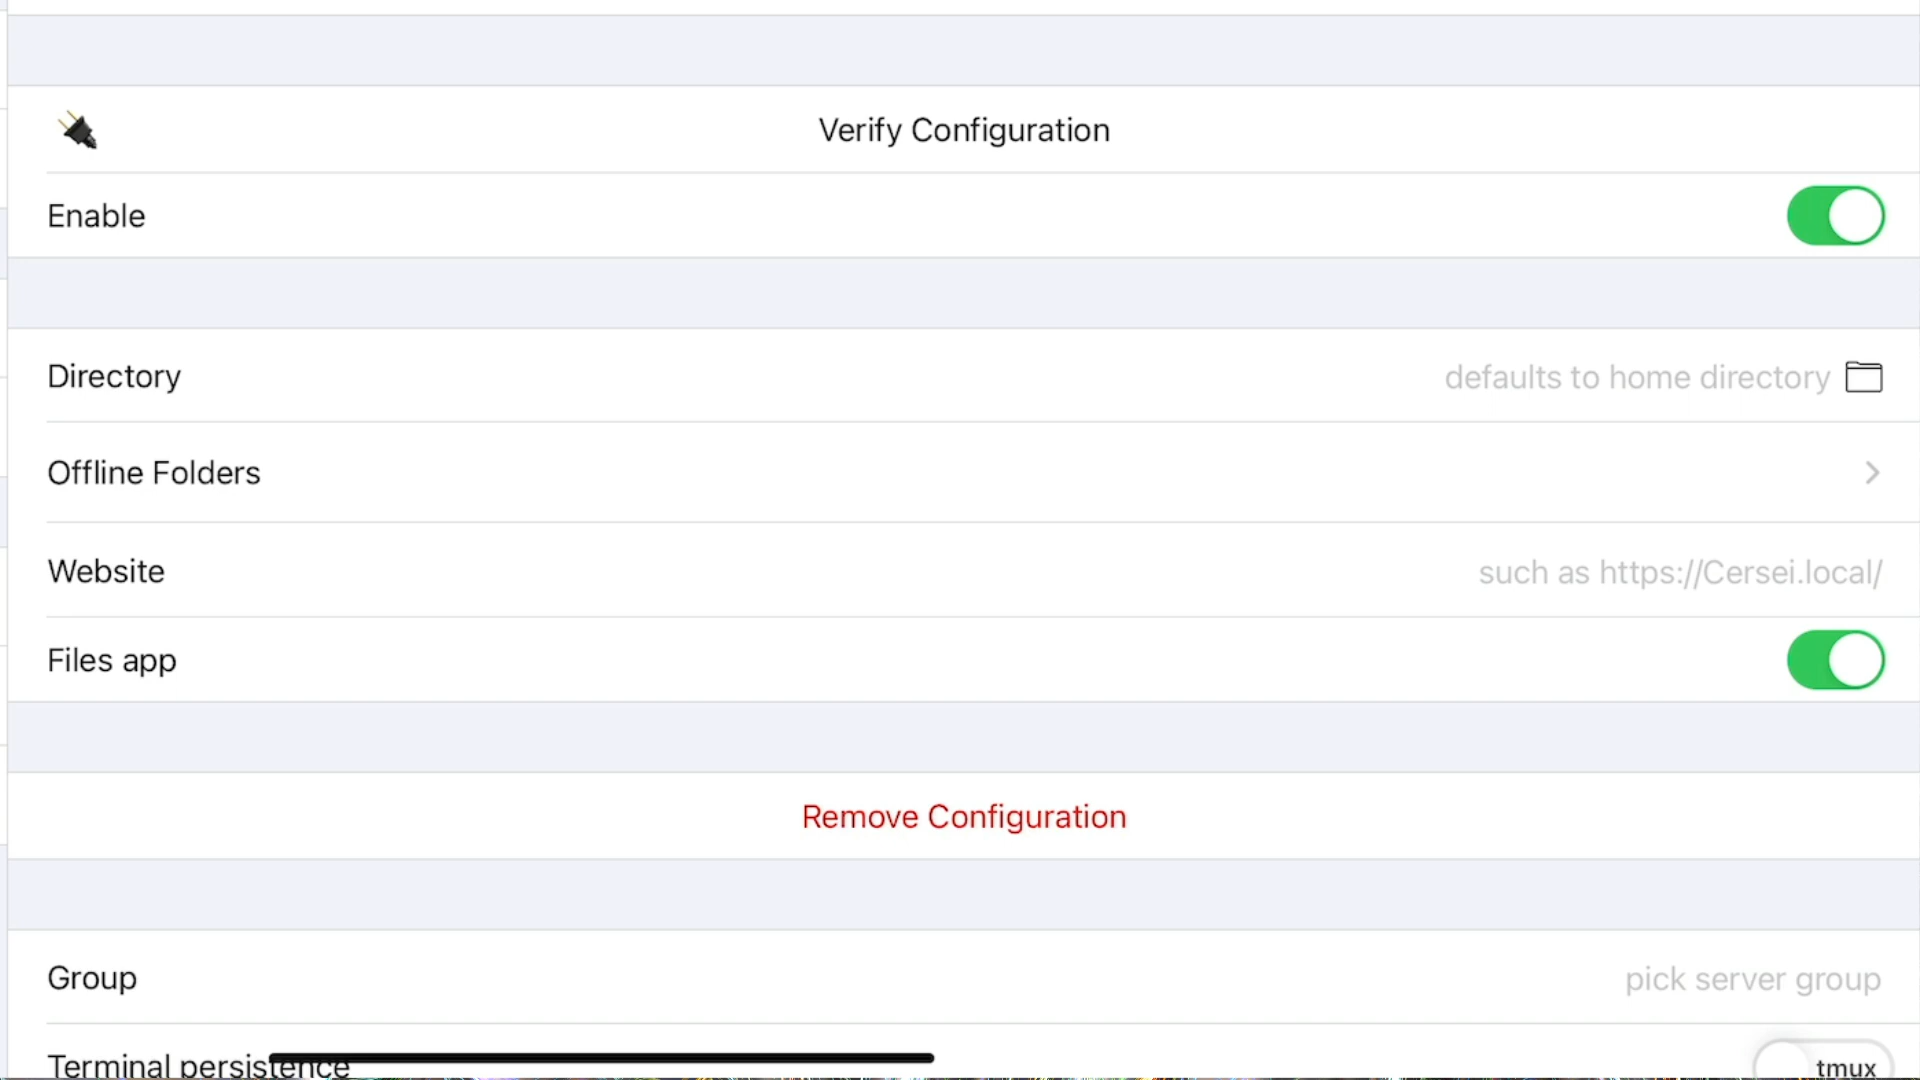 Verify Configuration
Enable
Directory
defaults to home directory
Offline Folders
Website
such as https://Cersei.local/
Files app
Remove Configuration
Group
pick server group
Terminal persistence
tmux